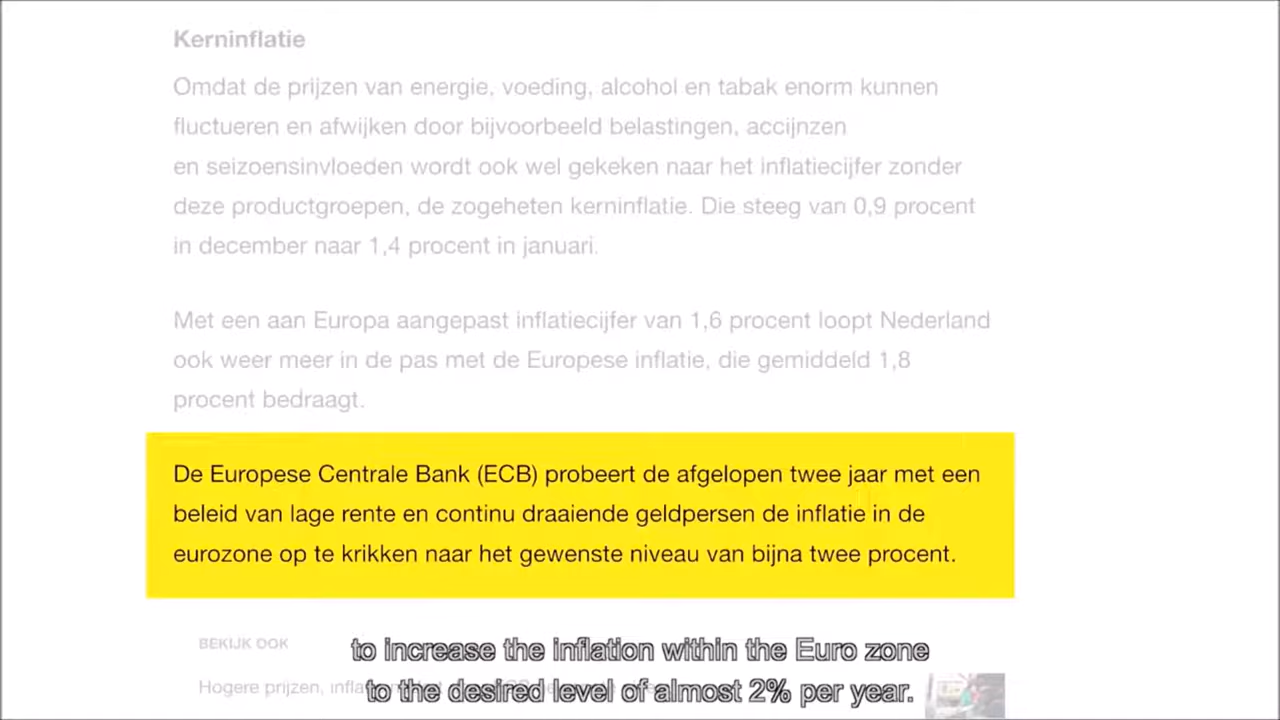 Kerninflatie
Omdat de prijzen van energie, voeding, alcohol en tabak enorm kunnen
fluctueren en afwijken door bijvoorbeeld belastingen, accijnzen
en seizoensinvloeden wordt ook wel gekeken naar het inflatiecijfer zonder
deze productgroepen, de zogeheten kerninflatie. Die steeg van 0,9 procent
in december naar 1,4 procent in januari.
Met een aan Europa aangepast inflatiecijfer van 1,6 procent loopt Nederland
ook weer meer in de pas met de Europese inflatie, die gemiddeld 1,8
procent bedraagt.
De Europese Centrale Bank (ECB) probeert de afgelopen twee jaar met een
beleid van lage rente en continu draaiende geldpersen de inflatie in de
eurozone op te krikken naar het gewenste niveau van bijna twee procent.
BEKIJK OOK
to increase the inflation within the Euro zone
Hogere prijzen,
to the desired level of almost 2% per year.